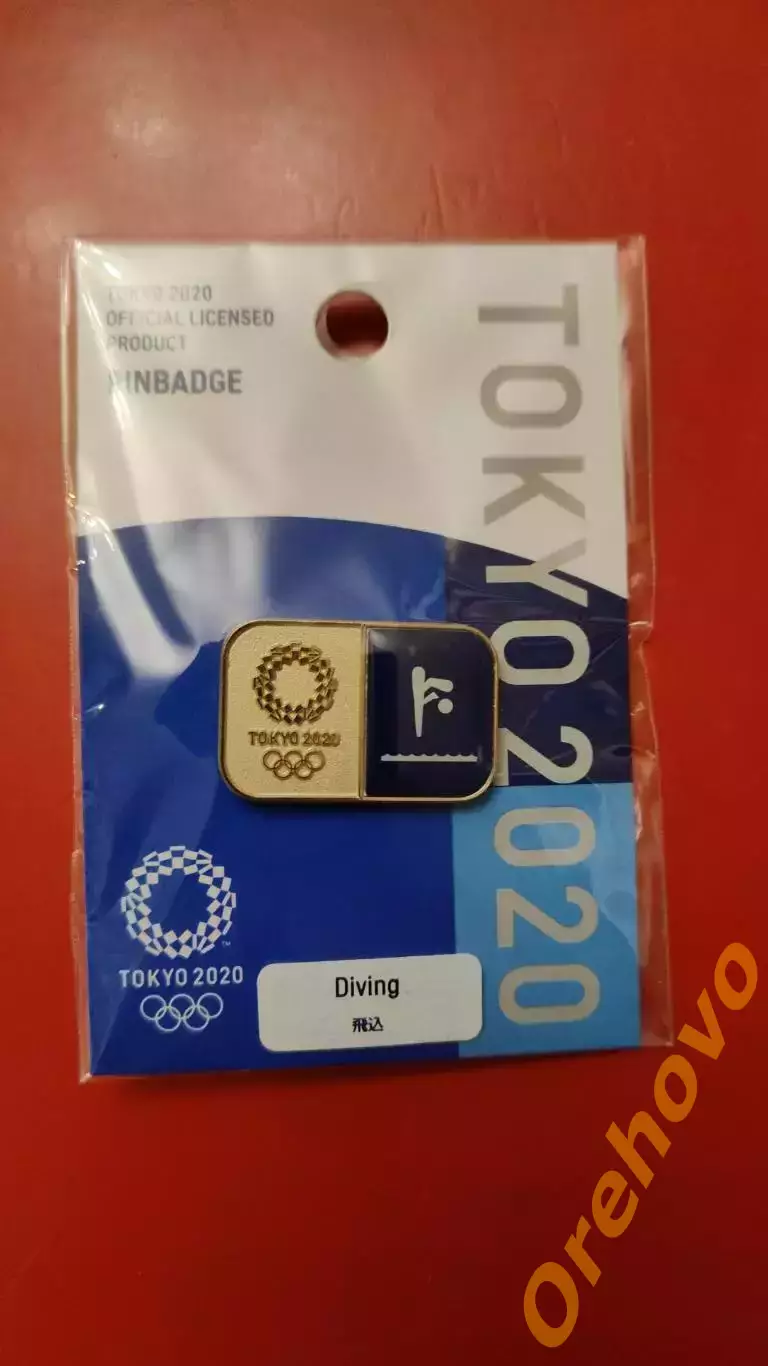 TOKYO 2020
OFFICIAL LICENSED
PRODUCT
PINBADGE
TOKYO 2020
TOKYO 2020
TOKYO 2020
Diving
飛込
Orehovo